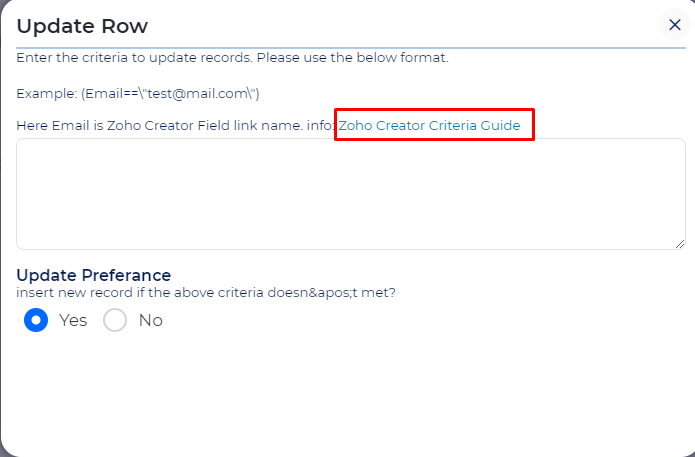 Update Row
Enter the criteria to update records. Please use the below format.
Example: (Email==\"test@mail.com\")
Here Email is Zoho Creator Field link name. info: Zoho Creator Criteria Guide
Update Preferance
insert new record if the above criteria doesn&apos;t met?
Yes No